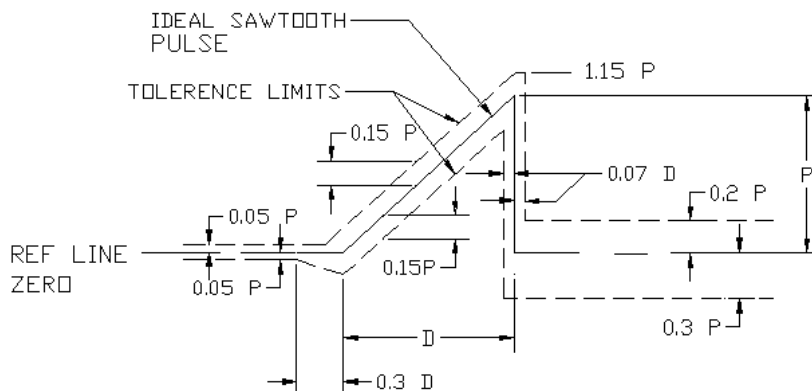 IDEAL SAWTOOTH
PULSE
1.15 P
TOLERENCE LIMITS
0.15 P
P
0.07 D
0.2 P
0.05 P
REF LINE
ZERO
0.15P
0.05 P
0.3 P
D
0.3 D